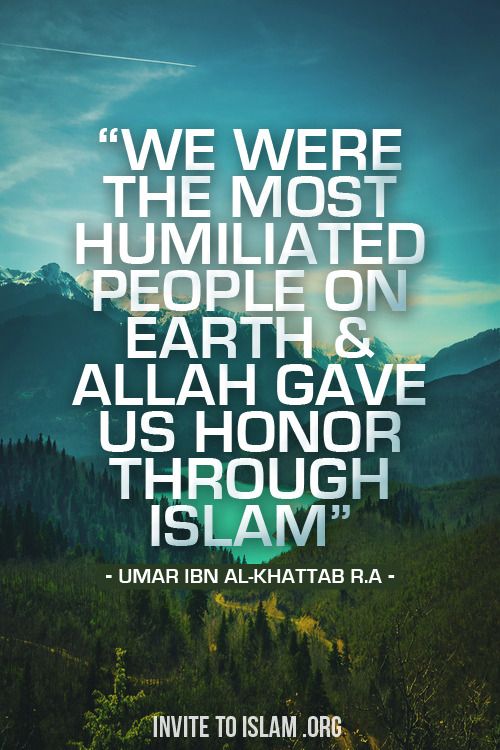 “WE WERE
THE MOST
HUMILIATED
PEOPLE ON
EARTH &
ALLAH GAVE
US HONOR
THROUGH
ISLAM”
- UMAR IBN AL-KHATTAB R.A -
INVITE TO ISLAM .ORG